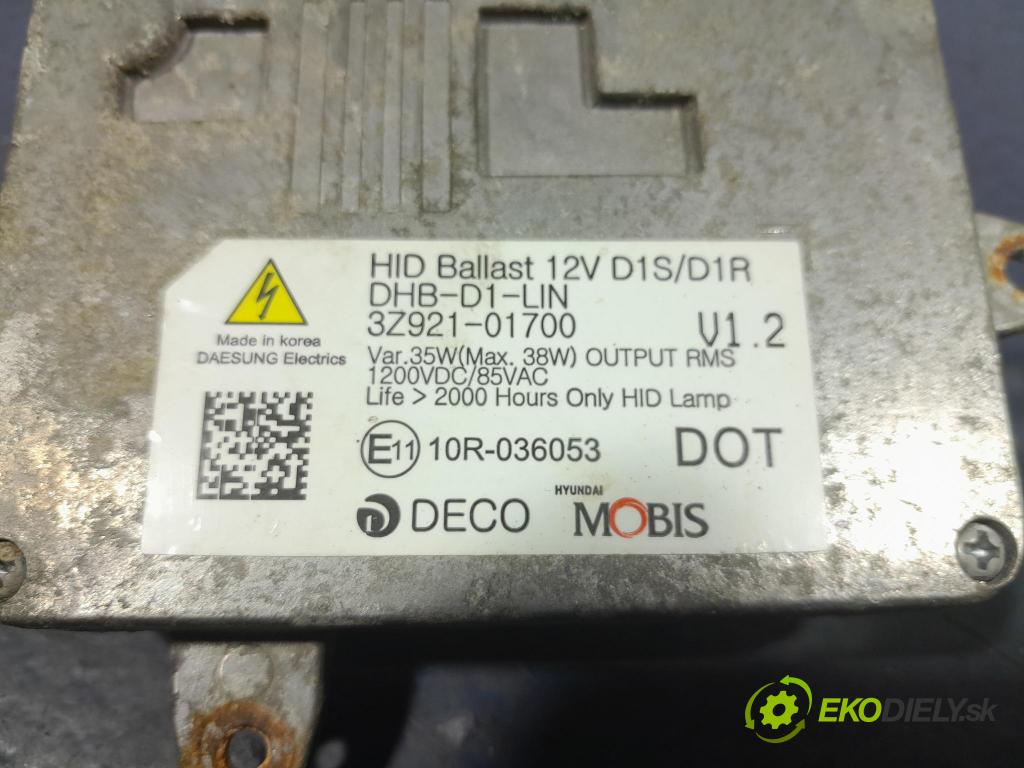 HID Ballast 12V D1S/D1R
DHB-D1-LIN
3Z921-01700
V1.2
Made in korea
DAESUNG Electrics
Var.35W(Max. 38W) OUTPUT RMS
1200VDC/85VAC
Life > 2000 Hours Only HID Lamp
E11 10R-036053
DOT
DECO
HYUNDAI
MOBIS
EKODIELY.sk